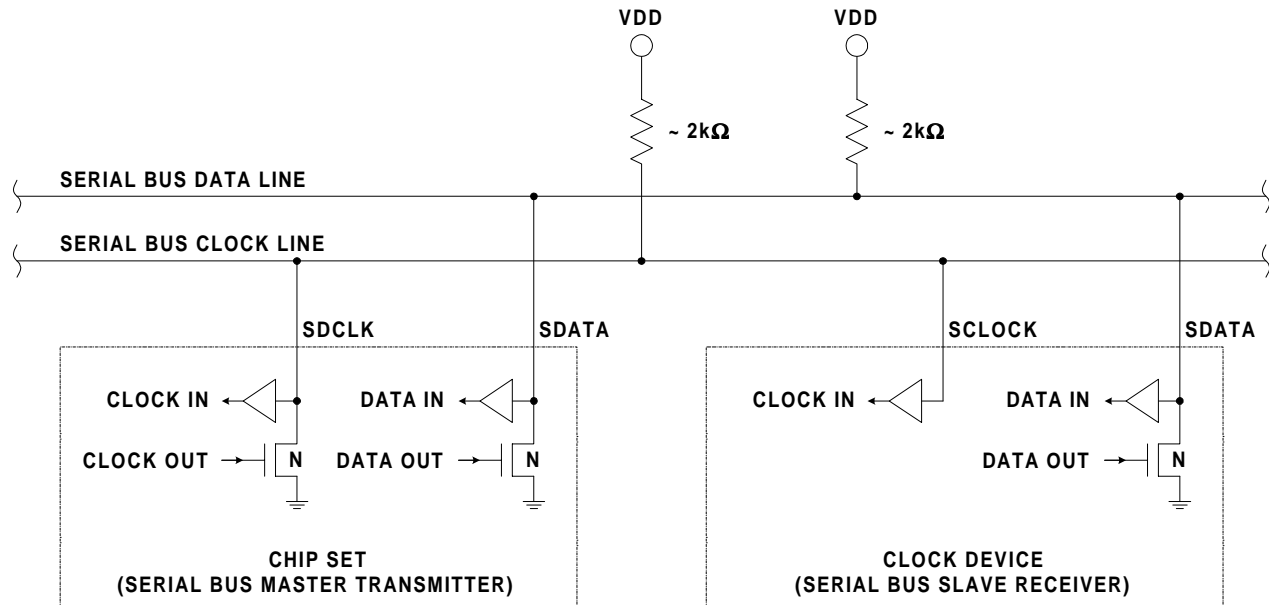 VDD VDD
~ 2kΩ ~ 2kΩ
SERIAL BUS DATA LINE
SERIAL BUS CLOCK LINE
SDCLK SDATA SCLOCK SDATA
CLOCK IN DATA IN CLOCK IN DATA IN
CLOCK OUT N DATA OUT N DATA OUT N
CHIP SET
(SERIAL BUS MASTER TRANSMITTER)
CLOCK DEVICE
(SERIAL BUS SLAVE RECEIVER)